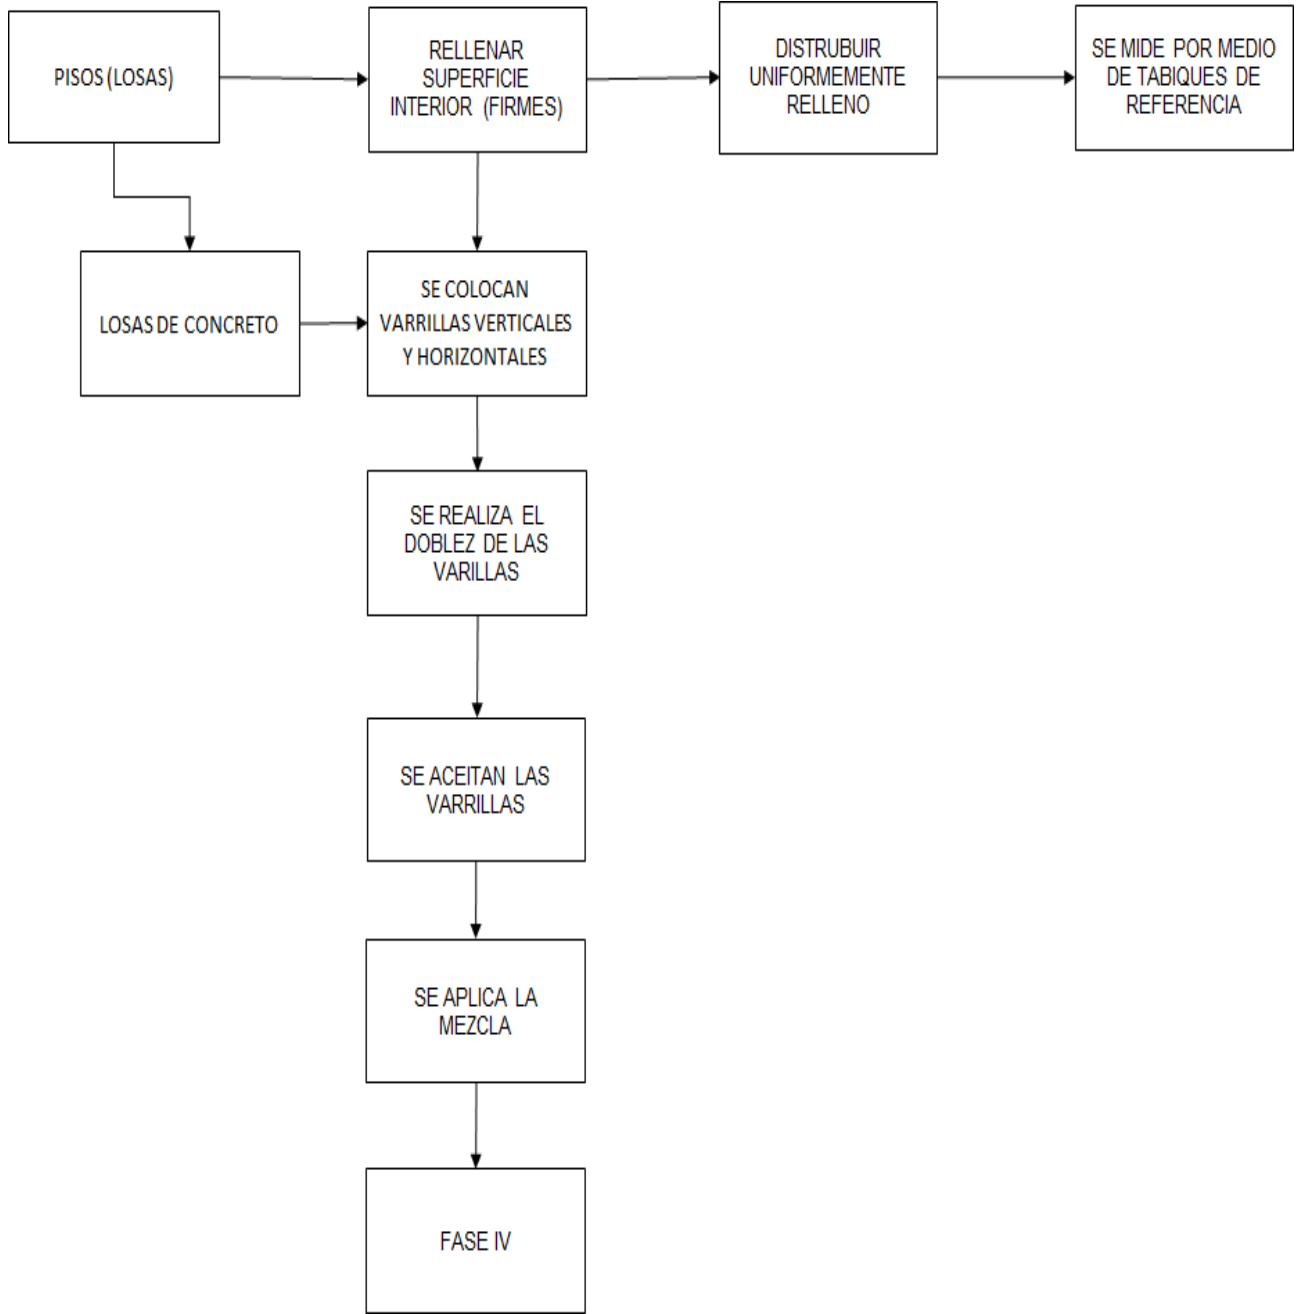 PISOS (LOSAS)
RELLENAR
SUPERFICIE
INTERIOR (FIRMES)
DISTRUBUIR
UNIFORMEMENTE
RELLENO
SE MIDE POR MEDIO
DE TABIQUES DE
REFERENCIA
LOSAS DE CONCRETO
SE COLOCAN
VARRILLAS VERTICALES
Y HORIZONTALES
SE REALIZA EL
DOBLEZ DE LAS
VARILLAS
SE ACEITAN LAS
VARRILLAS
SE APLICA LA
MEZCLA
FASE IV